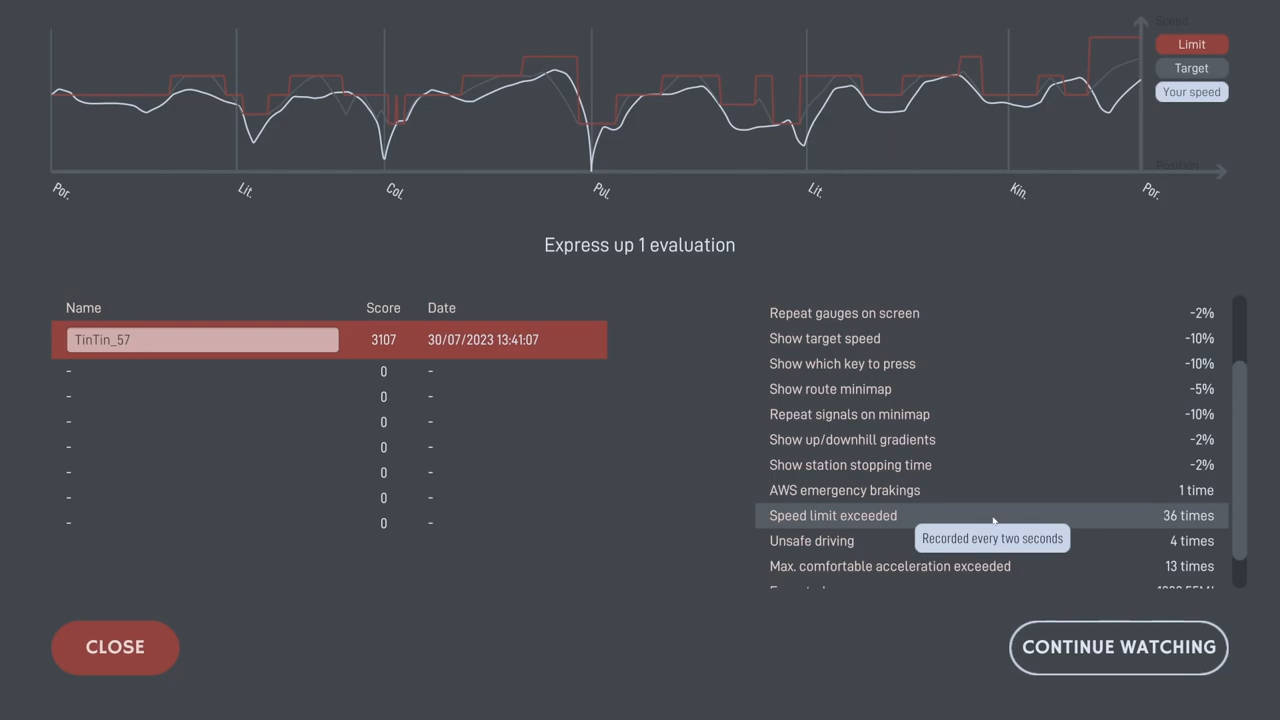 Speed
Limit
Target
Your speed
Position
Por.
Lit.
Col.
Pul.
Lit.
Kin.
Por.
Express up 1 evaluation
Name Score Date
TinTin_57 3107 30/07/2023 13:41:07
- 0 -
- 0 -
- 0 -
- 0 -
- 0 -
- 0 -
- 0 -
Repeat gauges on screen -2%
Show target speed -10%
Show which key to press -10%
Show route minimap -5%
Repeat signals on minimap -10%
Show up/downhill gradients -2%
Show station stopping time -2%
AWS emergency brakings 1 time
Speed limit exceeded 36 times
Recorded every two seconds
Unsafe driving 4 times
Max. comfortable acceleration exceeded 13 times
CLOSE
CONTINUE WATCHING